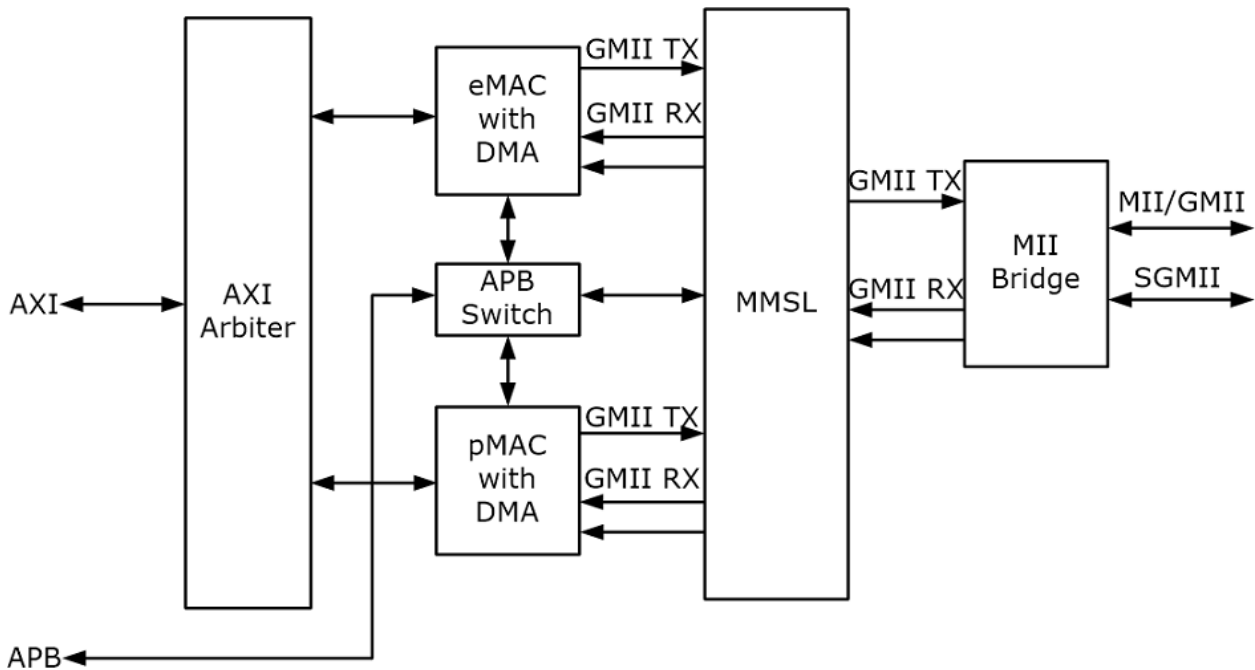 AXI
APB
AXI
Arbiter
eMAC
with
DMA
APB
Switch
pMAC
with
DMA
GMII TX
GMII RX
GMII TX
GMII RX
MMSL
GMII TX
GMII RX
MII
Bridge
MII/GMII
SGMII